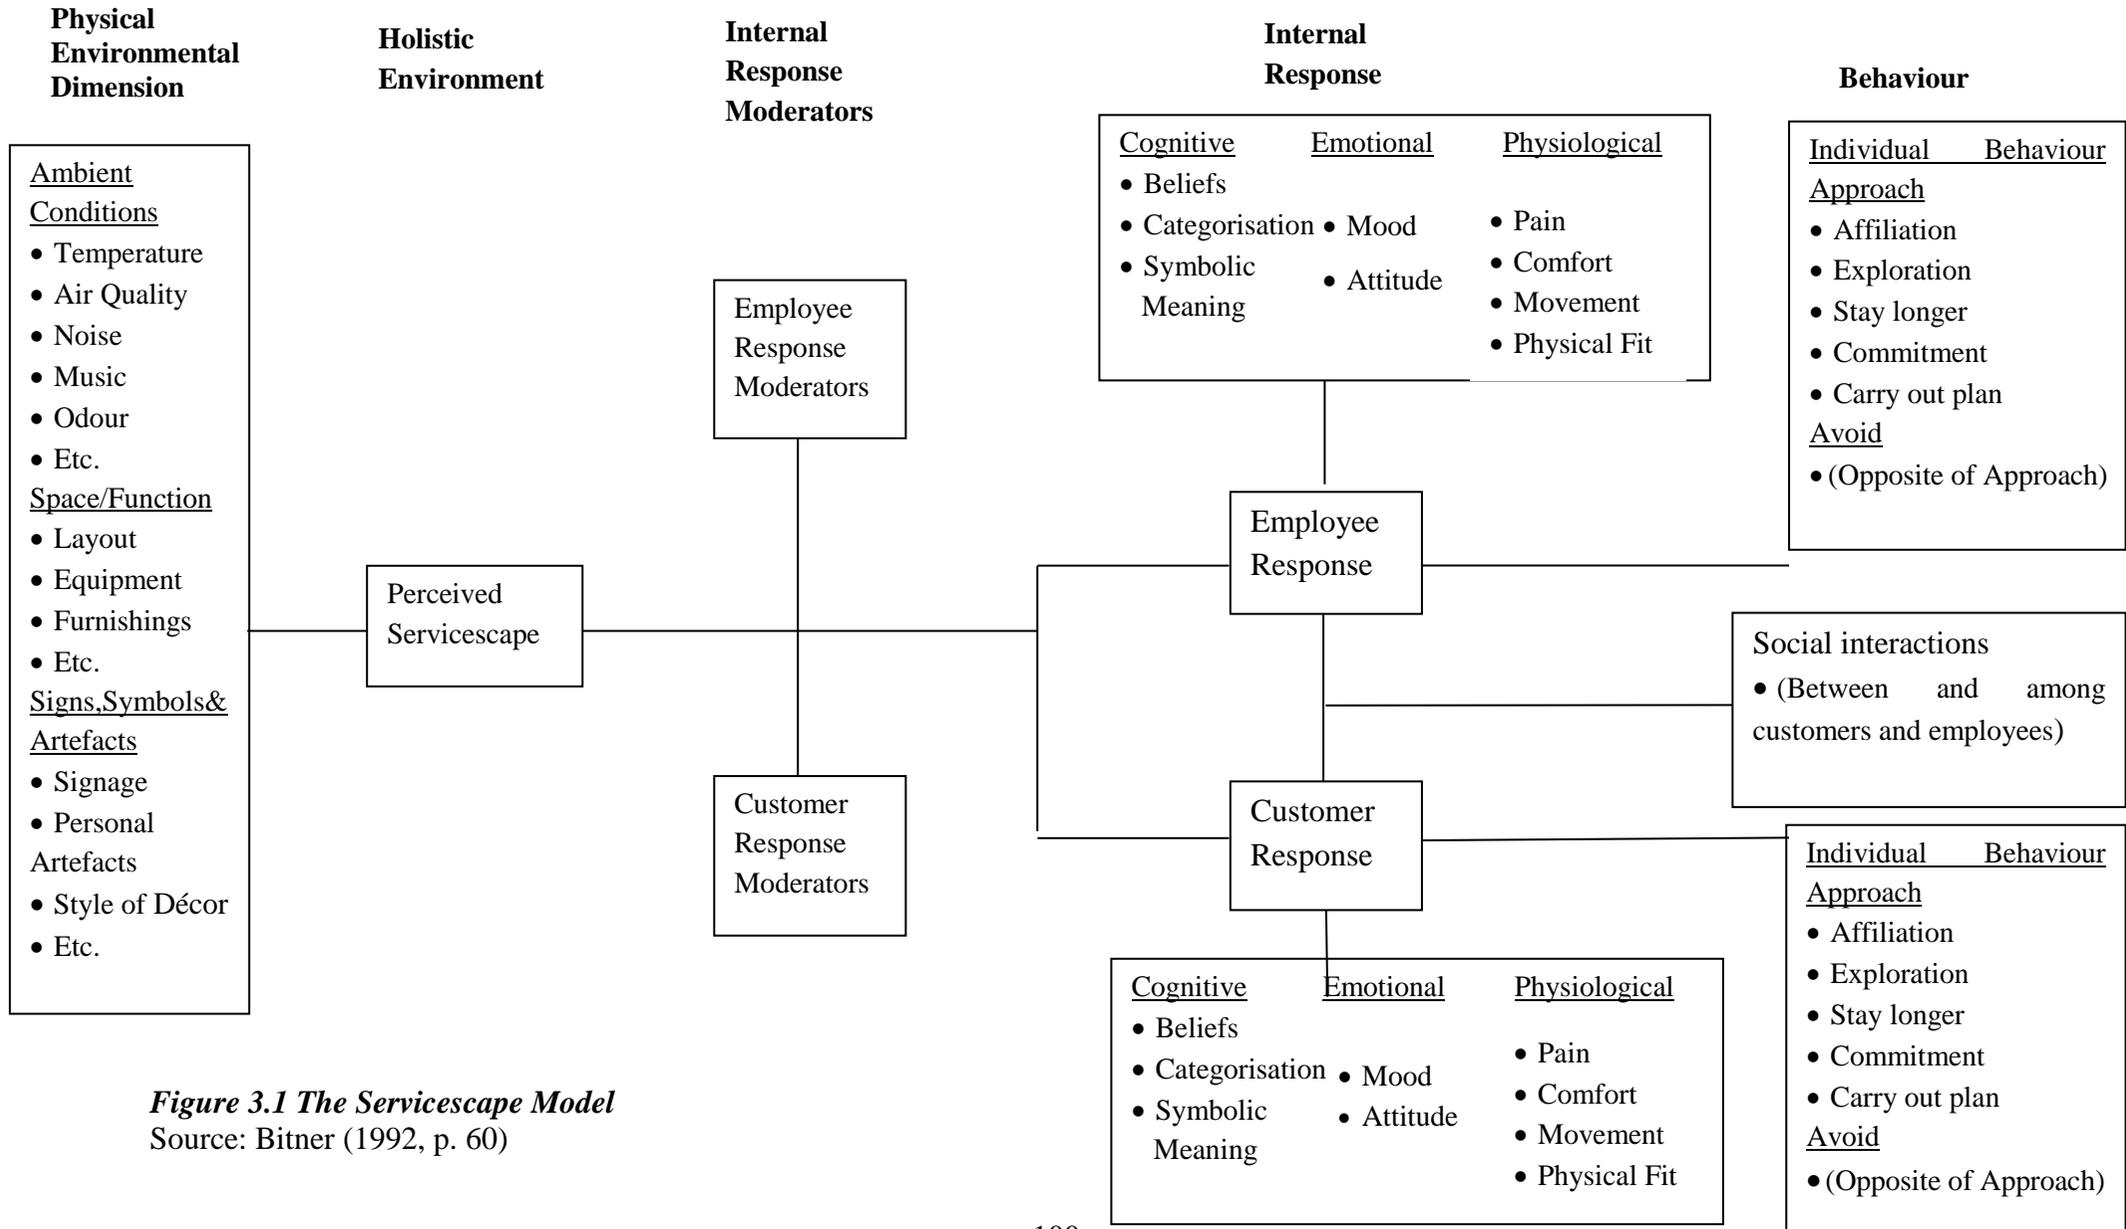 Physical
Environmental
Dimension
Holistic
Environment
Internal
Response
Moderators
Internal
Response
Behaviour
Ambient
Conditions
• Temperature
• Air Quality
• Noise
• Music
• Odour
• Etc.
Space/Function
• Layout
• Equipment
• Furnishings
• Etc.
Signs,Symbols&
Artefacts
• Signage
• Personal
Artefacts
• Style of Décor
• Etc.
Perceived
Servicescape
Employee
Response
Moderators
Customer
Response
Moderators
Cognitive
• Beliefs
• Categorisation
• Symbolic
Meaning
Emotional
• Mood
• Attitude
Physiological
• Pain
• Comfort
• Movement
• Physical Fit
Employee
Response
Customer
Response
Cognitive
• Beliefs
• Categorisation
• Symbolic
Meaning
Emotional
• Mood
• Attitude
Physiological
• Pain
• Comfort
• Movement
• Physical Fit
Individual Behaviour
Approach
• Affiliation
• Exploration
• Stay longer
• Commitment
• Carry out plan
Avoid
• (Opposite of Approach)
Social interactions
• (Between and among
customers and employees)
Individual Behaviour
Approach
• Affiliation
• Exploration
• Stay longer
• Commitment
• Carry out plan
Avoid
• (Opposite of Approach)
Figure 3.1 The Servicescape Model
Source: Bitner (1992, p. 60)